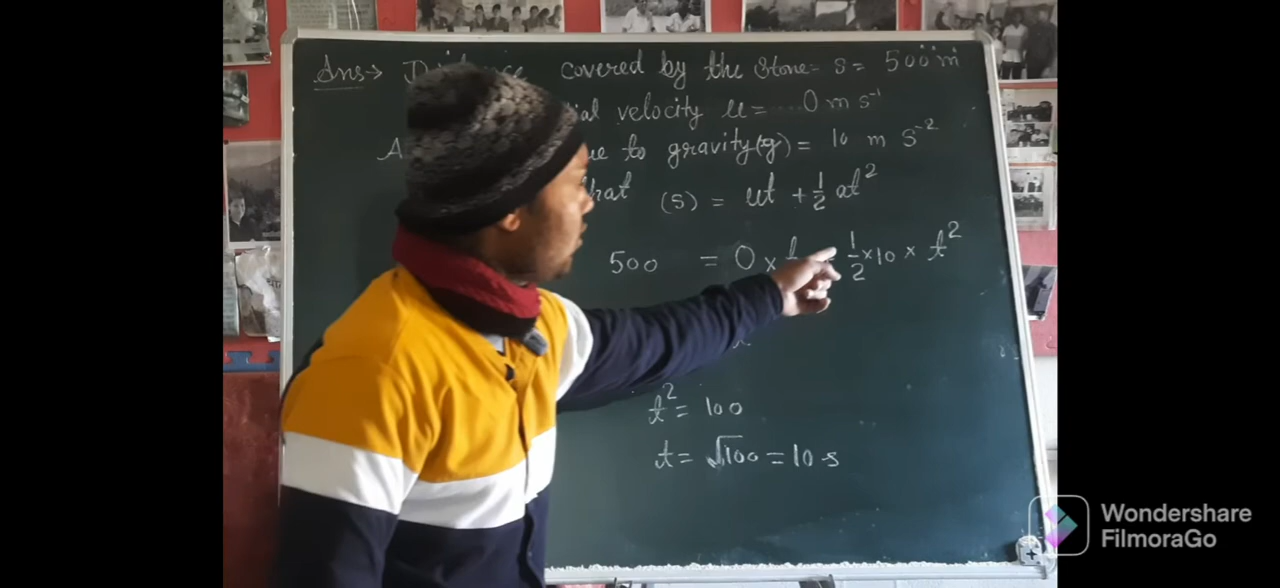 Ans→ covered by the stone = s = 500 m
velocity u = 0 m s⁻¹
to gravity (g) = 10 m s⁻²
that (s) = ut + 1/2 at²
500 = 0 × 1/2 × 10 × t²
t² = 100
t = √100 = 10 s
Wondershare
FilmoraGo